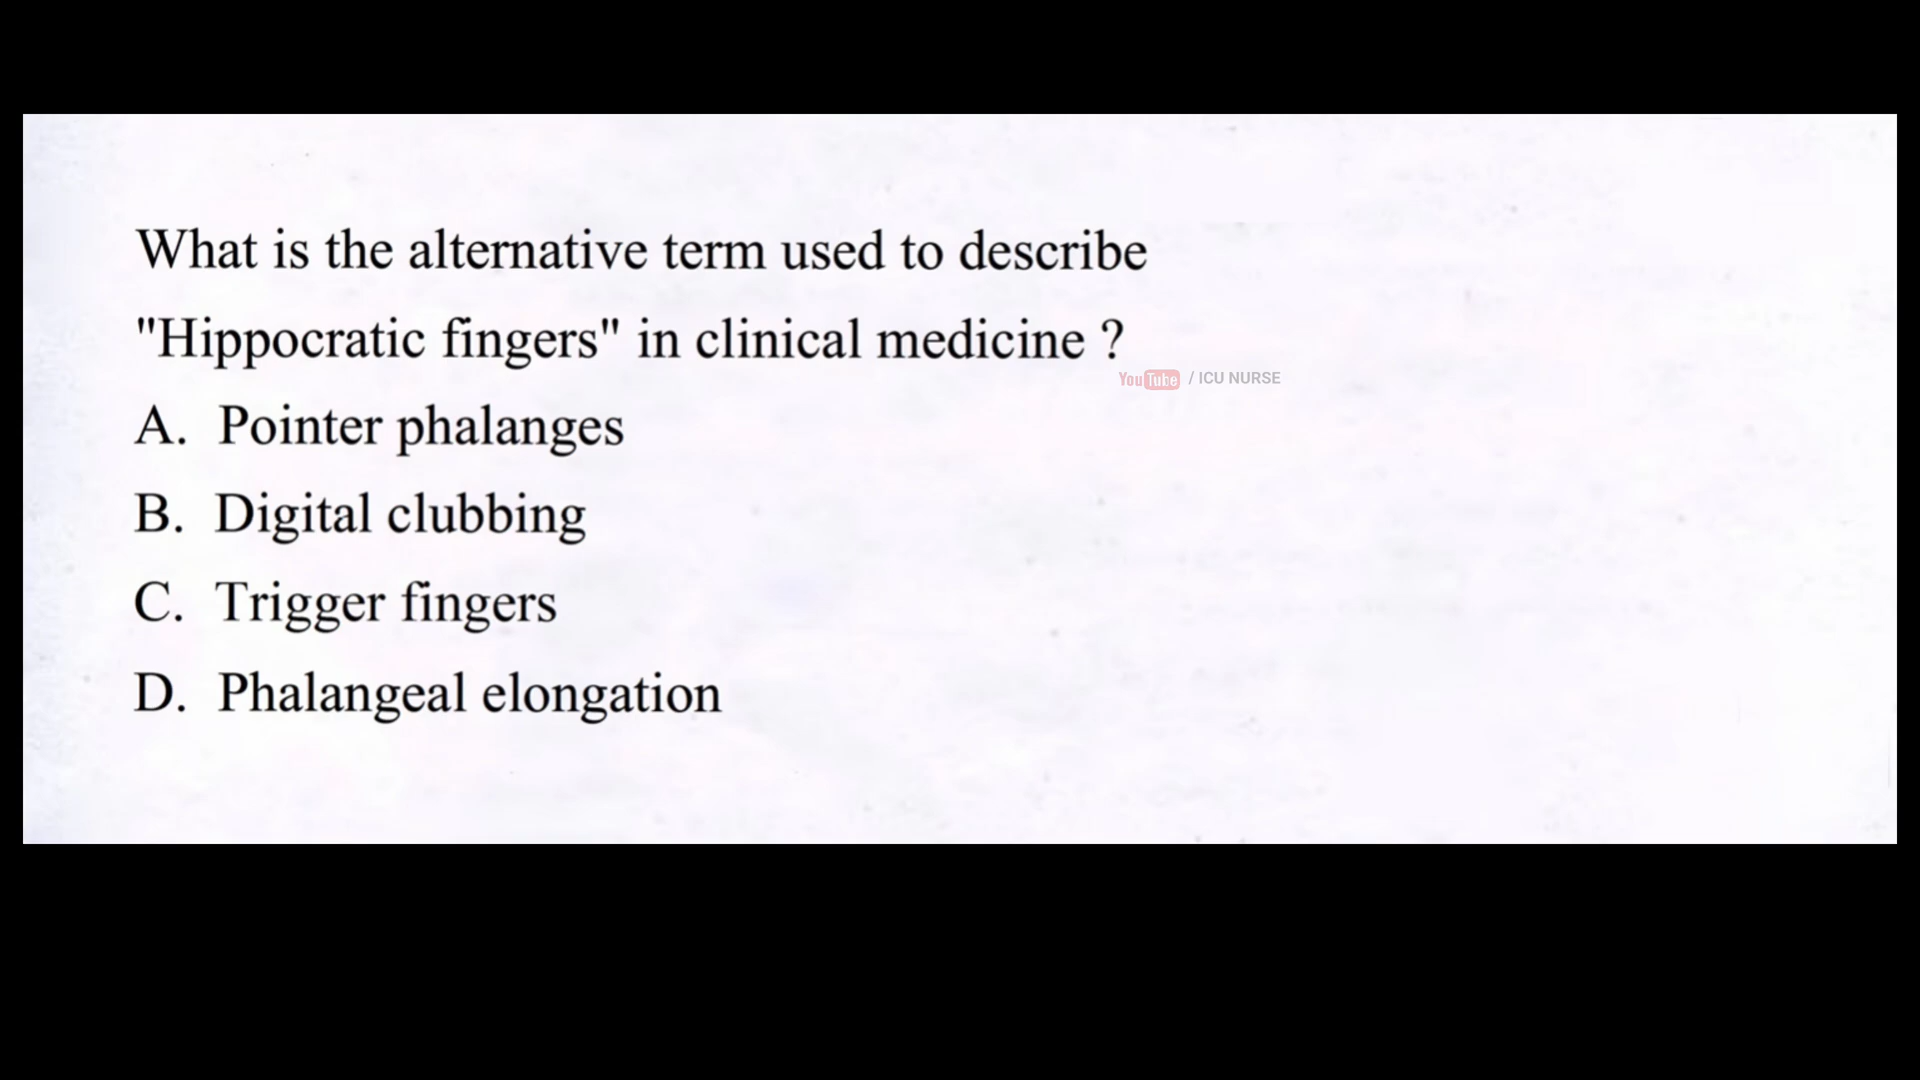 What is the alternative term used to describe
"Hippocratic fingers" in clinical medicine ?
YouTube / ICU NURSE
A. Pointer phalanges
B. Digital clubbing
C. Trigger fingers
D. Phalangeal elongation